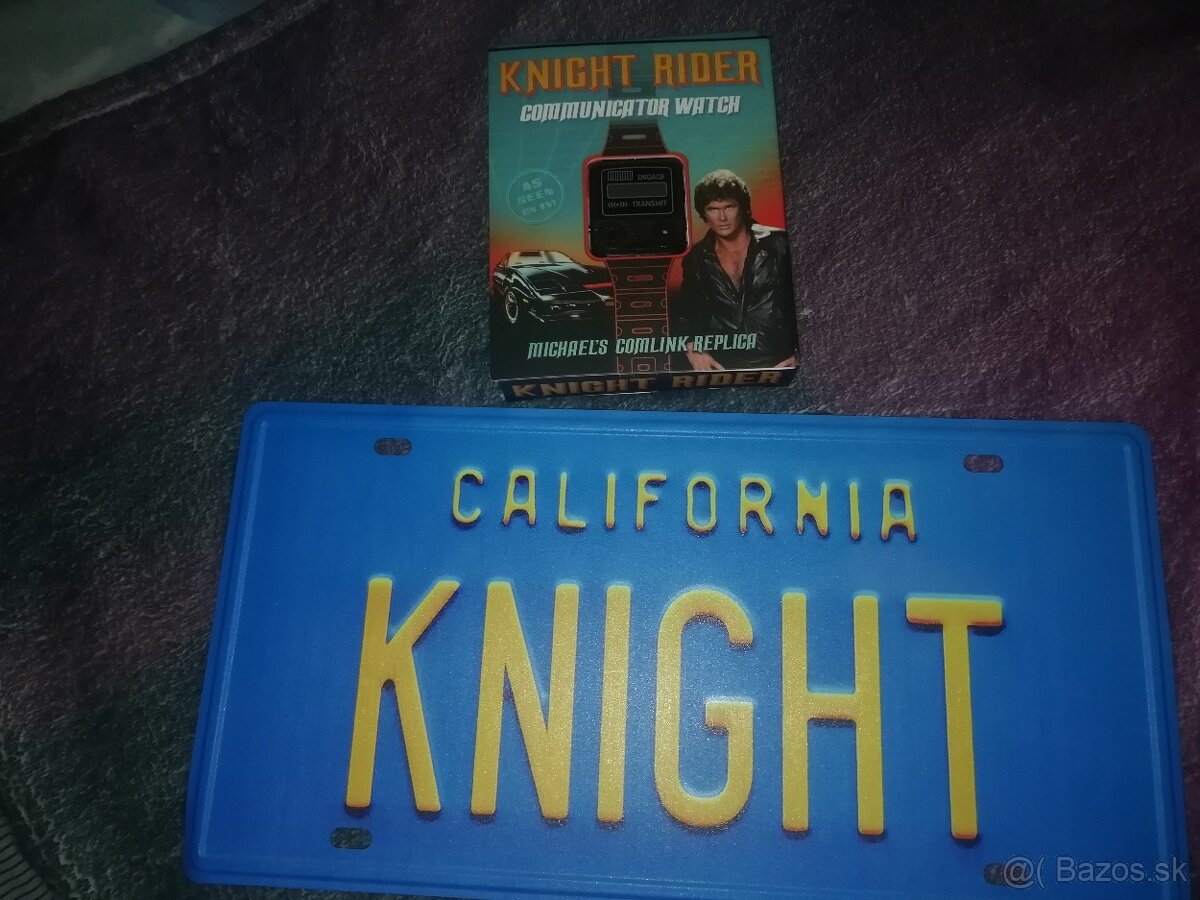 KNIGHT RIDER
COMMUNICATOR WATCH
AS
SEEN
ON TV!
ENGAGE
TRANSMIT
MICHAEL'S COMLINK REPLICA
KNIGHT RIDER
CALIFORNIA
KNIGHT
@( Bazos.sk